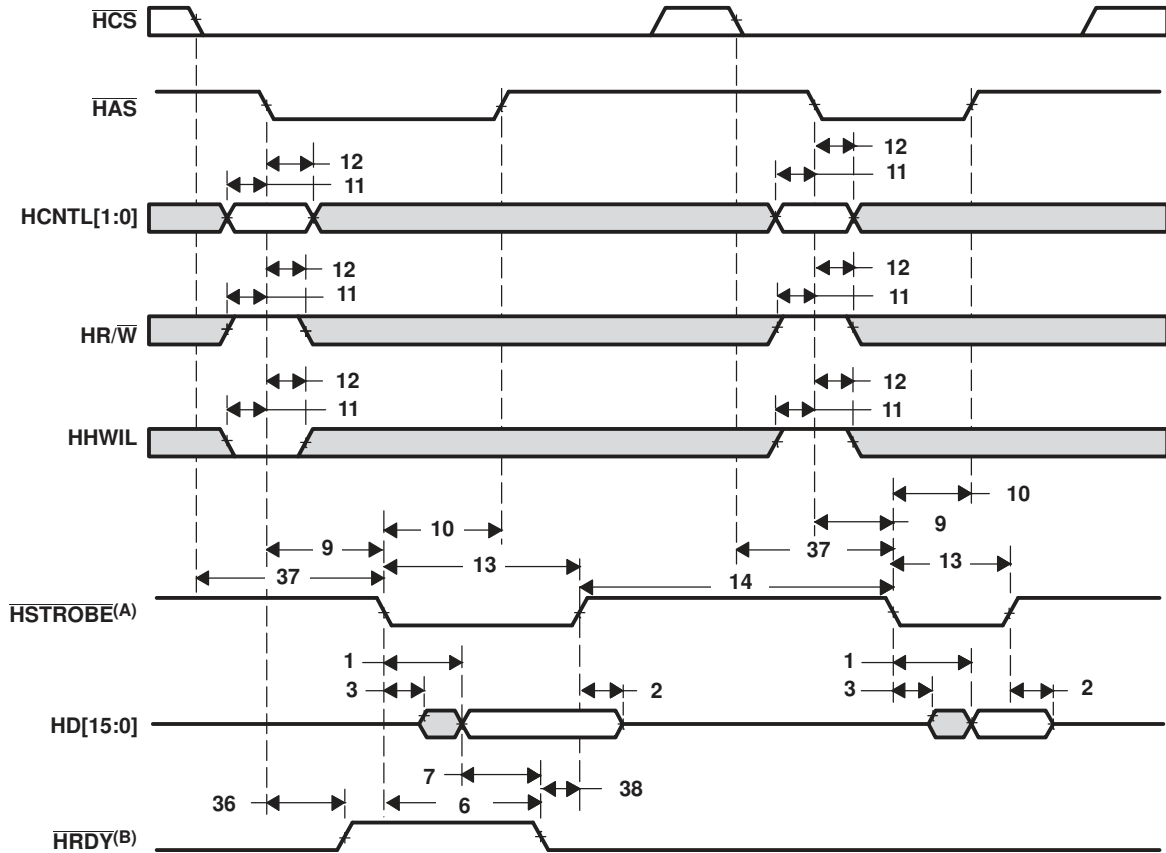 HCS
HAS
12 12
11 11
HCNTL[1:0]
12 12
11 11
HR/W
12 12
11 11
HHWIL
10
10 9
9 37
37 13 14 13
HSTROBE(A)
1 1
3 2 3 2
HD[15:0]
7 38
36 6
HRDY(B)